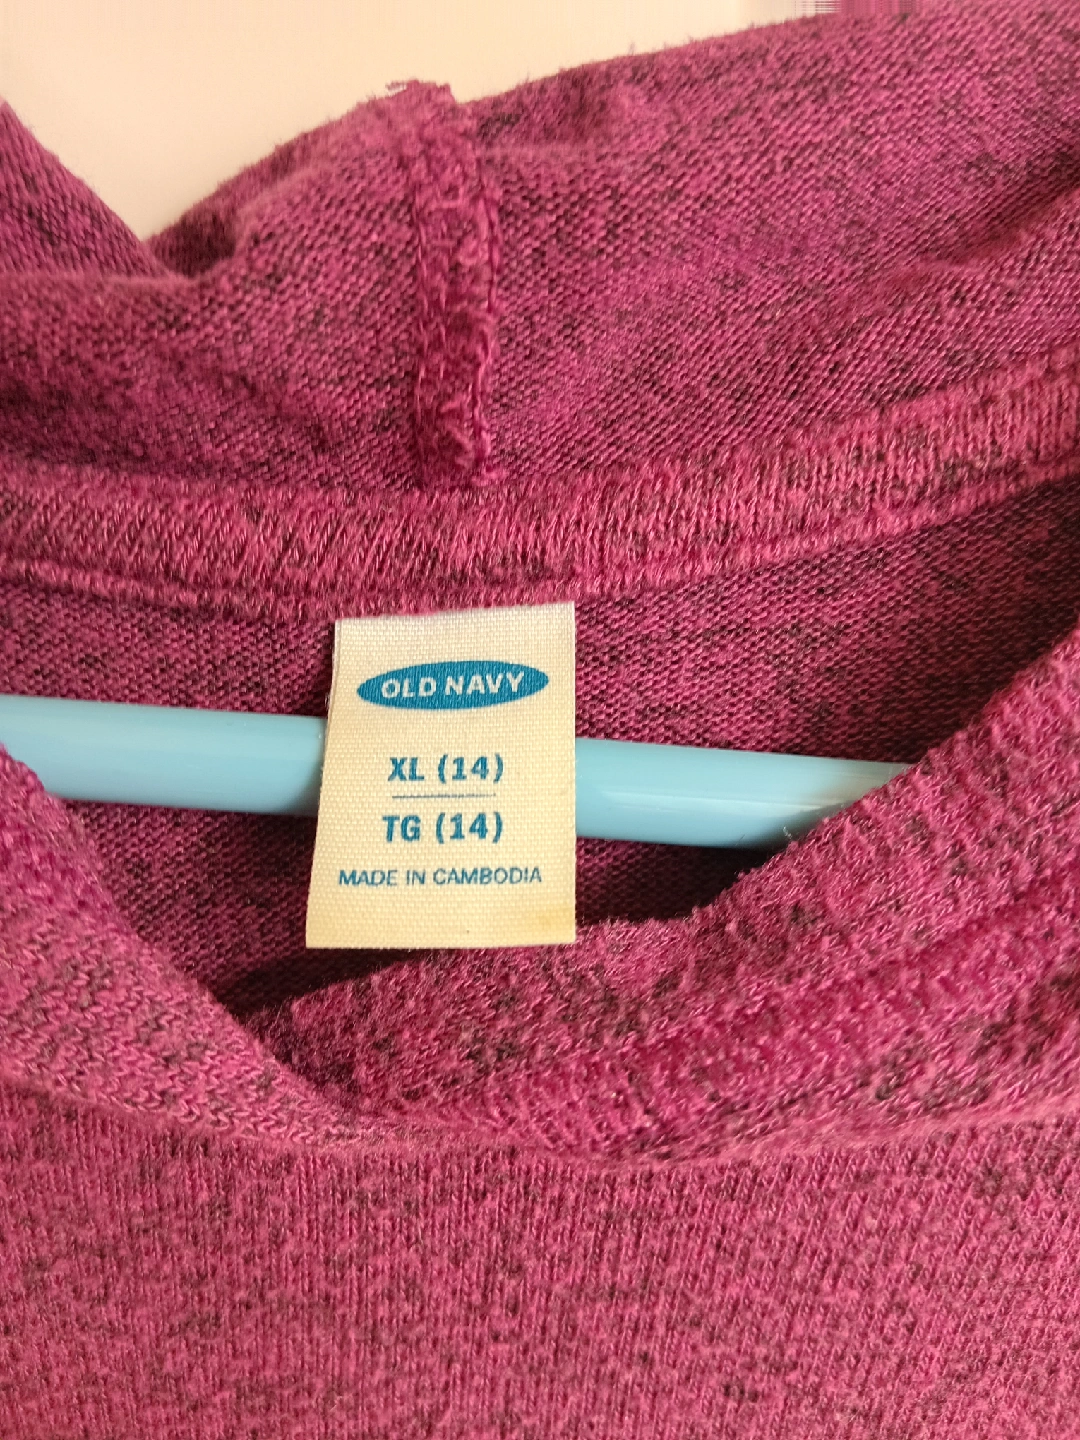 OLD NAVY
XL (14)
TG (14)
MADE IN CAMBODIA